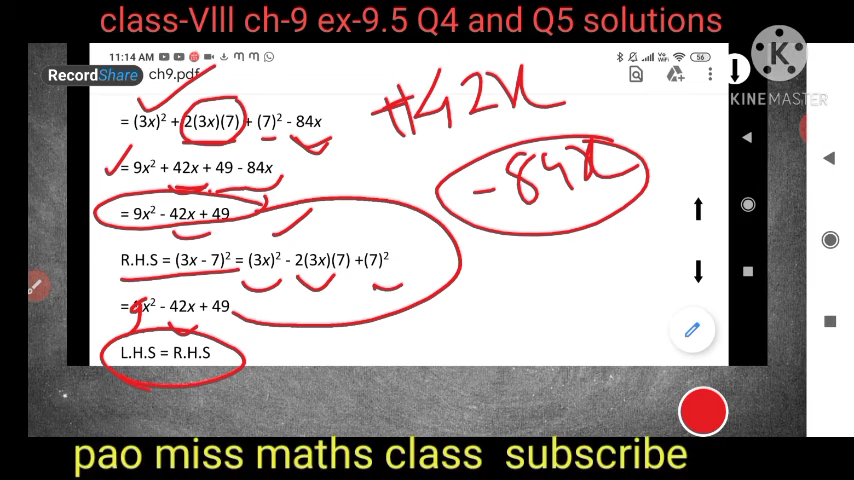 class-VlII ch-9 ex-9.5 Q4 and Q5 solutions
11:14 AM
56
RecordShare
ch9.pdf
K
KINEMASTER
= (3x)² + 2(3x)(7) + (7)² - 84x
+42x
= 9x² + 42x + 49 - 84x
-84x
= 9x² - 42x + 49
R.H.S = (3x - 7)² = (3x)² - 2(3x)(7) +(7)²
= 9x² - 42x + 49
L.H.S = R.H.S
pao miss maths class subscribe